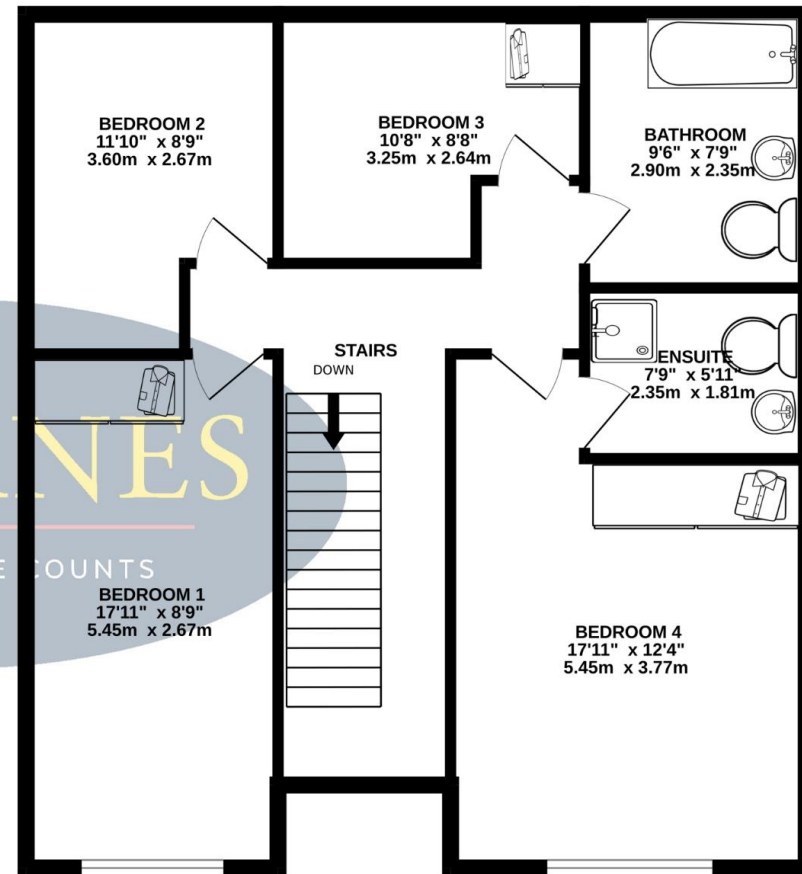 BEDROOM 2
11'10" x 8'9"
3.60m x 2.67m
BEDROOM 3
10'8" x 8'8"
3.25m x 2.64m
BATHROOM
9'6" x 7'9"
2.90m x 2.35m
STAIRS
DOWN
ENSUITE
7'9" x 5'11"
2.35m x 1.81m
COUNTS
BEDROOM 1
17'11" x 8'9"
5.45m x 2.67m
BEDROOM 4
17'11" x 12'4"
5.45m x 3.77m